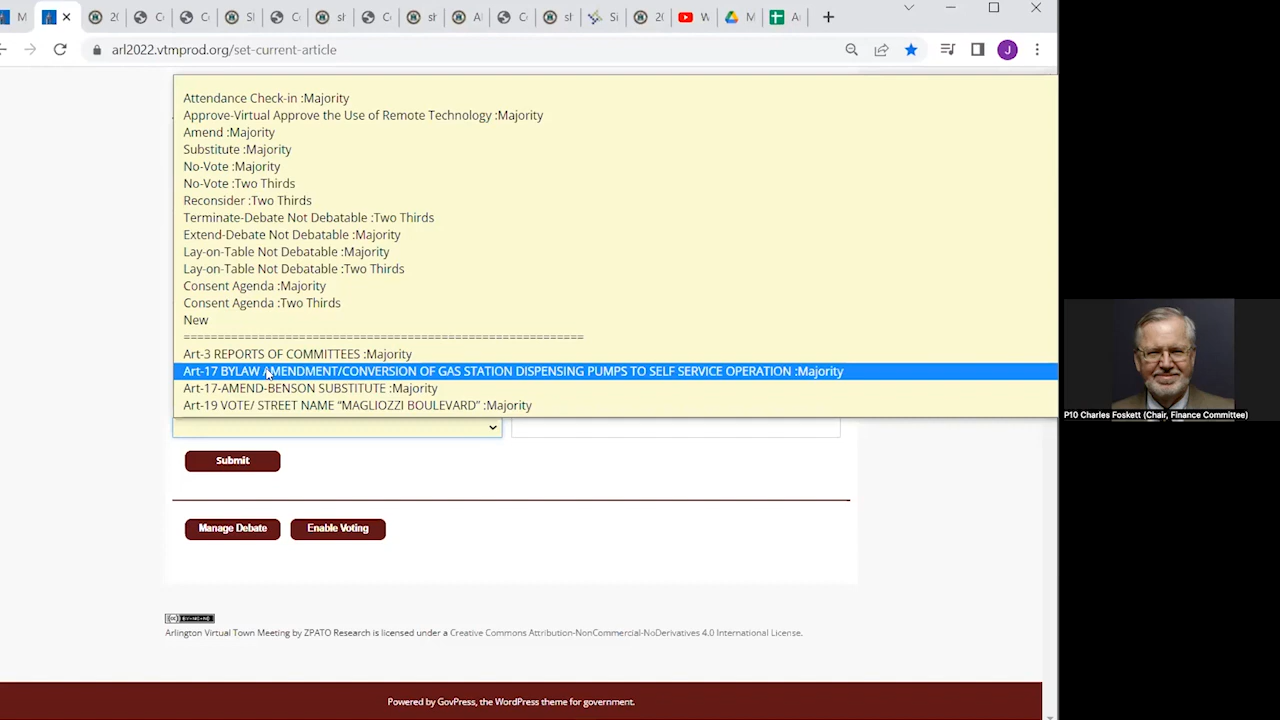 M
20
C
C
S
C
sh
C
sh
A
C
sh
Si
20
W
M
A
arl2022.vtmprod.org/set-current-article
J
Attendance Check-in :Majority
Approve-Virtual Approve the Use of Remote Technology :Majority
Amend :Majority
Substitute :Majority
No-Vote :Majority
No-Vote :Two Thirds
Reconsider :Two Thirds
Terminate-Debate Not Debatable :Two Thirds
Extend-Debate Not Debatable :Majority
Lay-on-Table Not Debatable :Majority
Lay-on-Table Not Debatable :Two Thirds
Consent Agenda :Majority
Consent Agenda :Two Thirds
New
==========================================================
Art-3 REPORTS OF COMMITTEES :Majority
Art-17 BYLAW AMENDMENT/CONVERSION OF GAS STATION DISPENSING PUMPS TO SELF SERVICE OPERATION :Majority
Art-17-AMEND-BENSON SUBSTITUTE :Majority
Art-19 VOTE/ STREET NAME “MAGLIOZZI BOULEVARD” :Majority
P10 Charles Foskett (Chair, Finance Committee)
Submit
Manage Debate
Enable Voting
Arlington Virtual Town Meeting by ZPATO Research is licensed under a Creative Commons Attribution-NonCommercial-NoDerivatives 4.0 International License.
Powered by GovPress, the WordPress theme for government.